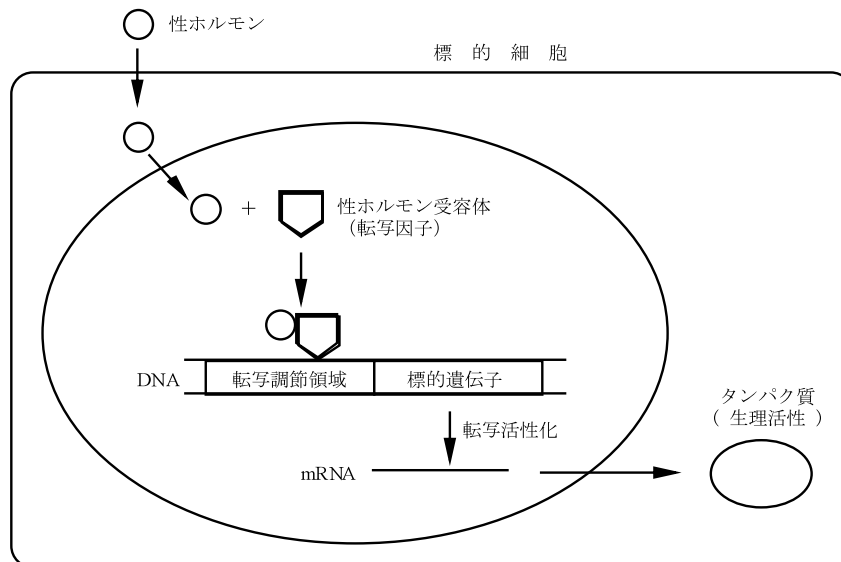 性ホルモン
標的細胞
+
性ホルモン受容体
（転写因子）
DNA
転写調節領域
標的遺伝子
転写活性化
mRNA
タンパク質
（ 生理活性 ）